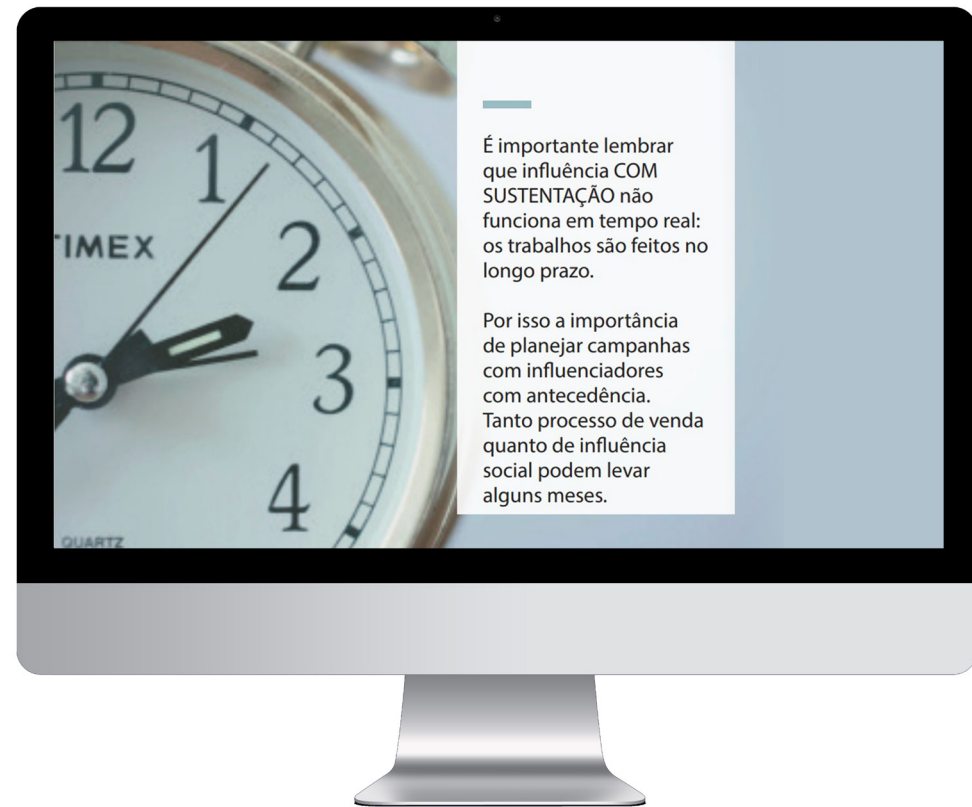 12
1
TIMEX
2
3
4
QUARTZ
É importante lembrar
que influência COM
SUSTENTAÇÃO não
funciona em tempo real:
os trabalhos são feitos no
longo prazo.
Por isso a importância
de planejar campanhas
com influenciadores
com antecedência.
Tanto processo de venda
quanto de influência
social podem levar
alguns meses.